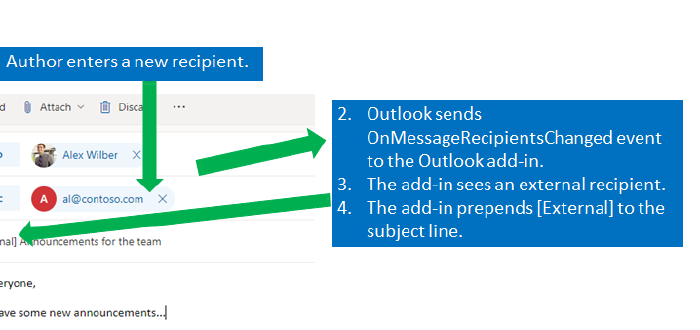 Author enters a new recipient.
d Attach Disca ...
o Alex Wilber X
2. Outlook sends
OnMessageRecipientsChanged event
to the Outlook add-in.
3. The add-in sees an external recipient.
4. The add-in prepends [External] to the
subject line.
c A al@contoso.com X
nal] Announcements for the team
eryone,
ave some new announcements...